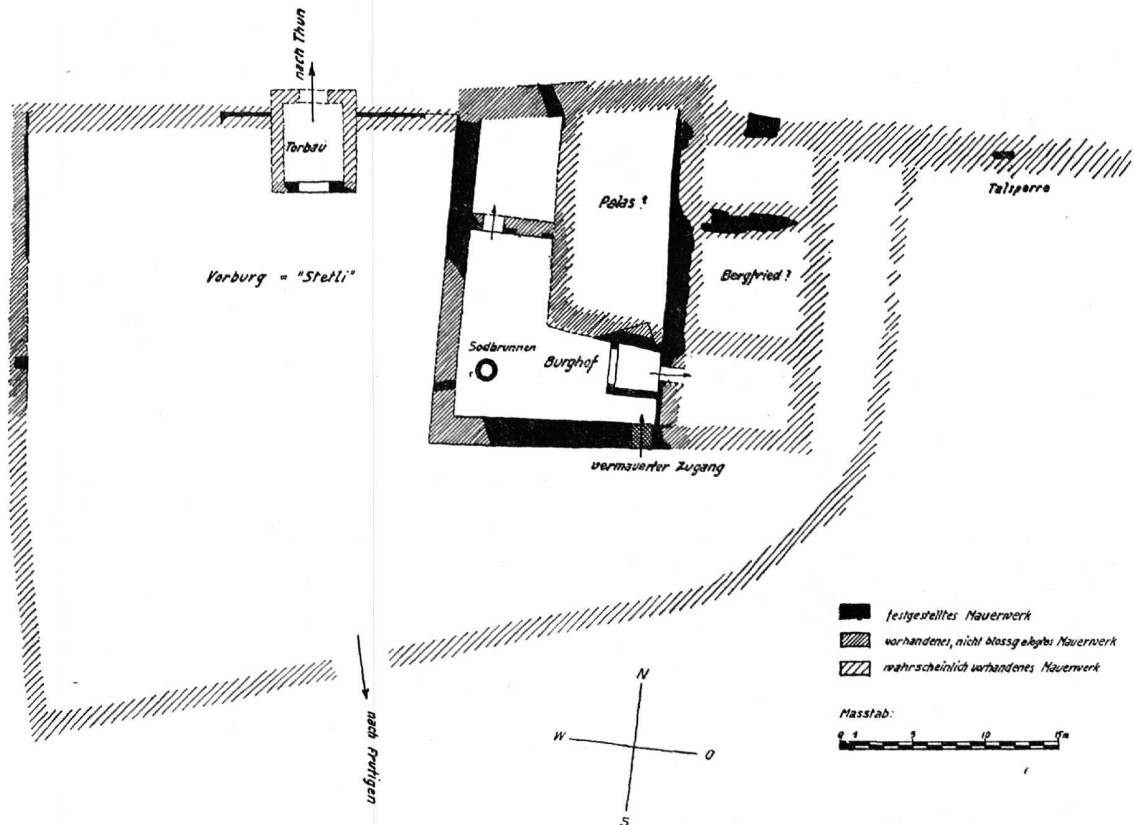 nach Thun
Torbau
Palas ?
Talsperre
Vorburg = "Stetli"
Bergfried ?
Sodbrunnen
Burghof
vermauerter Zugang
festgestelltes Mauerwerk
vorhandenes, nicht blossgelegtes Mauerwerk
wahrscheinlich vorhandenes Mauerwerk
nach Frutigen
N
W
O
S
Masstab:
0 1 5 10 15m